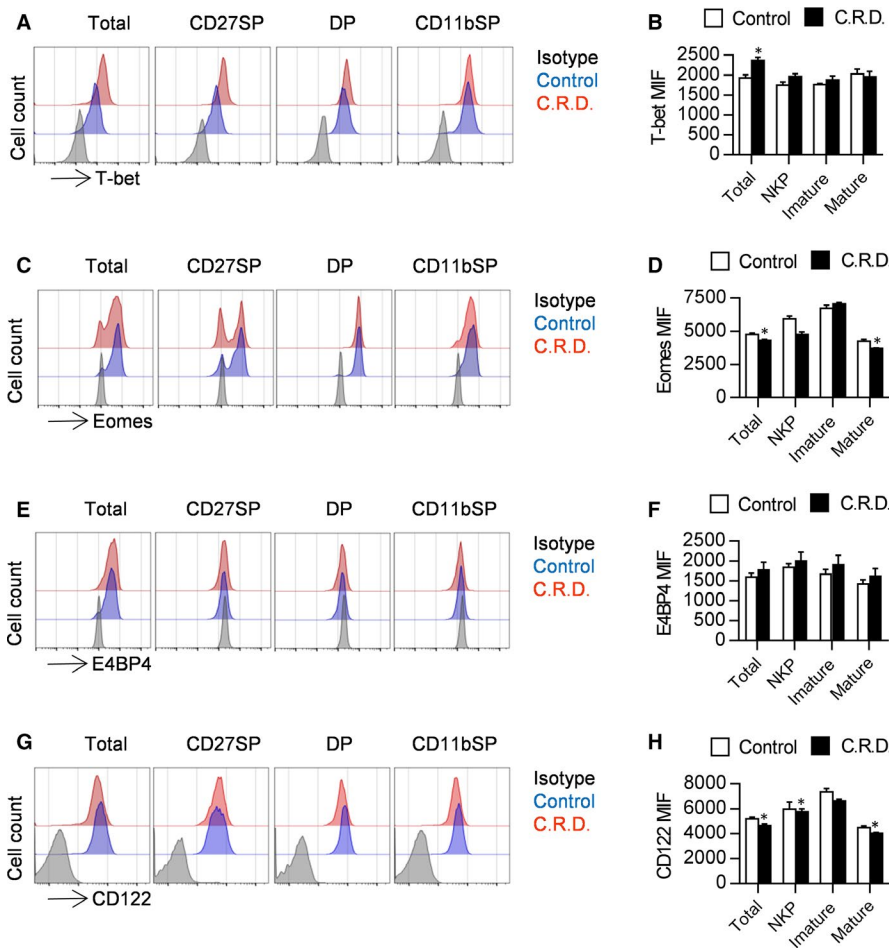 A Total CD27SP DP CD11bSP
Cell count
Isotype
Control
C.R.D.
T-bet
B Control C.R.D.
T-bet MIF
2500
2000
1500
1000
500
0
Total NKP Imature Mature
*
C Total CD27SP DP CD11bSP
Cell count
Isotype
Control
C.R.D.
Eomes
D Control C.R.D.
Eomes MIF
7500
5000
2500
0
Total NKP Imature Mature
* *
E Total CD27SP DP CD11bSP
Cell count
Isotype
Control
C.R.D.
E4BP4
F Control C.R.D.
E4BP4 MIF
2500
2000
1500
1000
500
0
Total NKP Imature Mature
G Total CD27SP DP CD11bSP
Cell count
Isotype
Control
C.R.D.
CD122
H Control C.R.D.
CD122 MIF
8000
6000
4000
2000
0
Total NKP Imature Mature
* * *